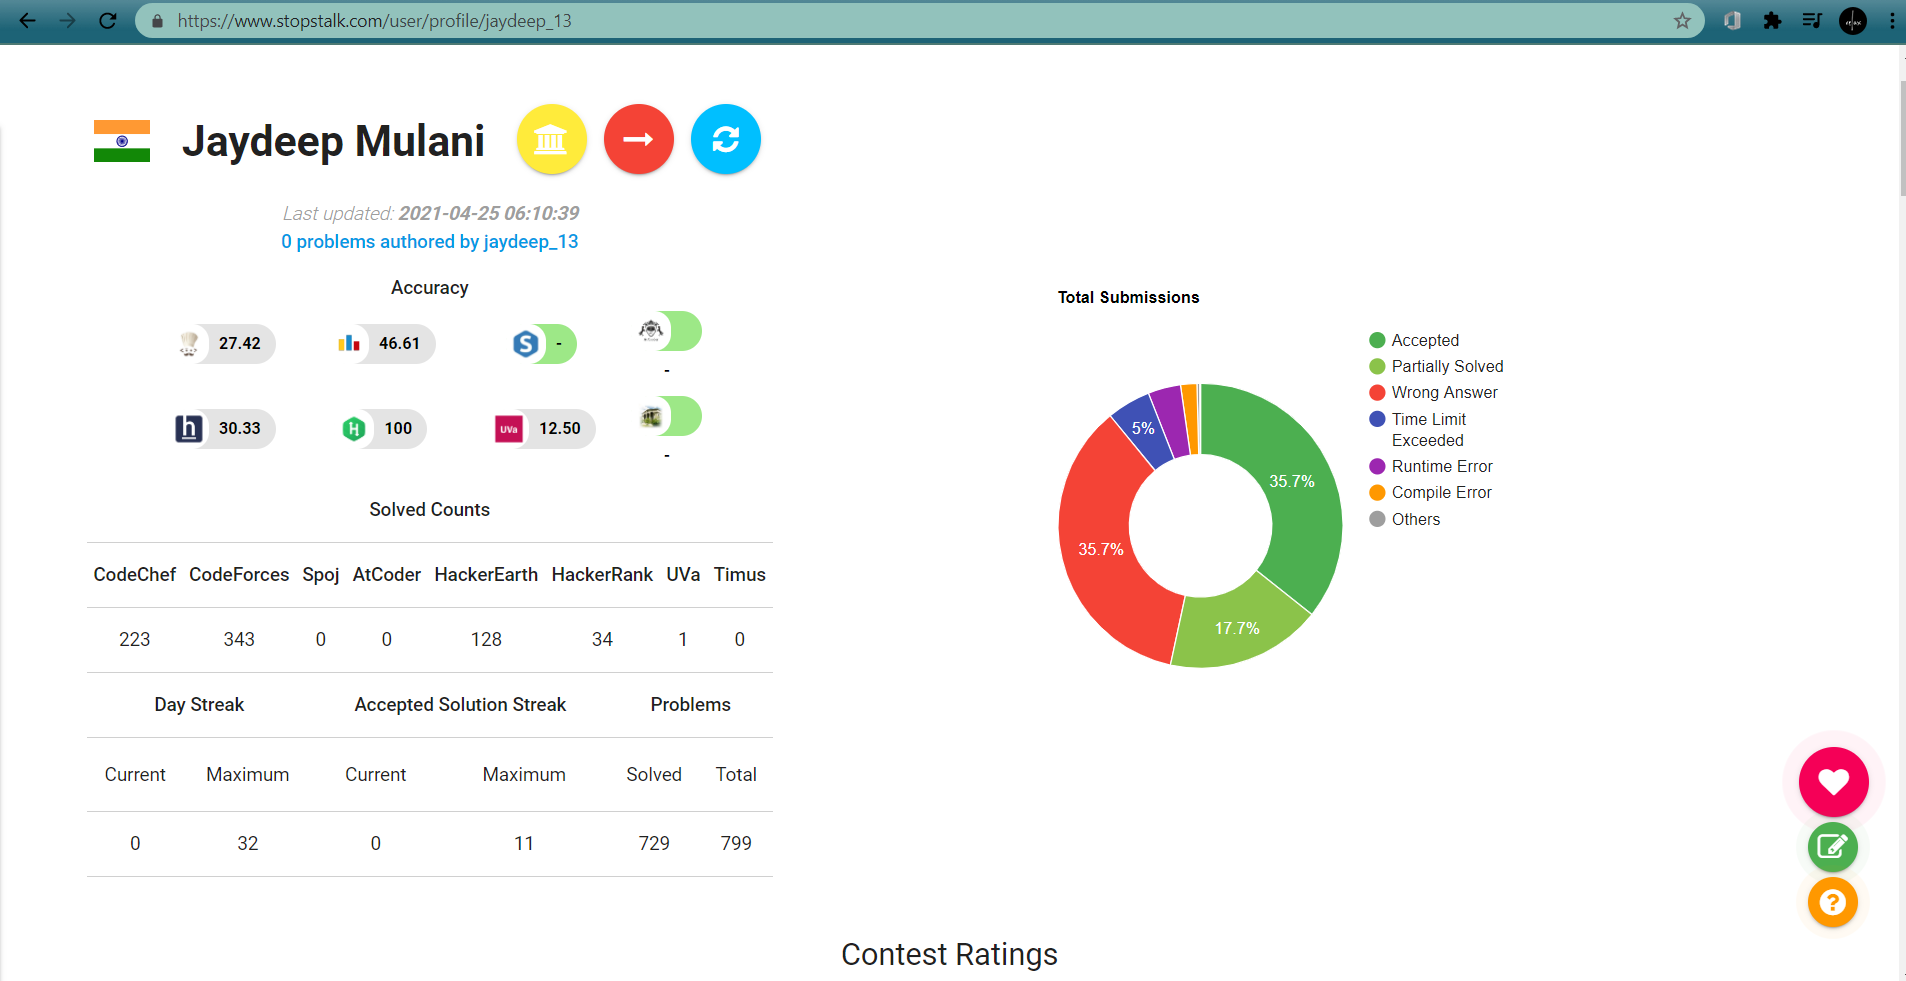 https://www.stopstalk.com/user/profile/jaydeep_13
Jaydeep Mulani
Last updated: 2021-04-25 06:10:39
0 problems authored by jaydeep_13
Accuracy
27.42 46.61 - -
h 30.33 H 100 UVa 12.50 -
Solved Counts
CodeChef CodeForces Spoj AtCoder HackerEarth HackerRank UVa Timus
223 343 0 0 128 34 1 0
Day Streak Accepted Solution Streak Problems
Current Maximum Current Maximum Solved Total
0 32 0 11 729 799
Total Submissions
Accepted
Partially Solved
Wrong Answer
Time Limit
Exceeded
Runtime Error
Compile Error
Others
5%
35.7%
35.7%
17.7%
Contest Ratings